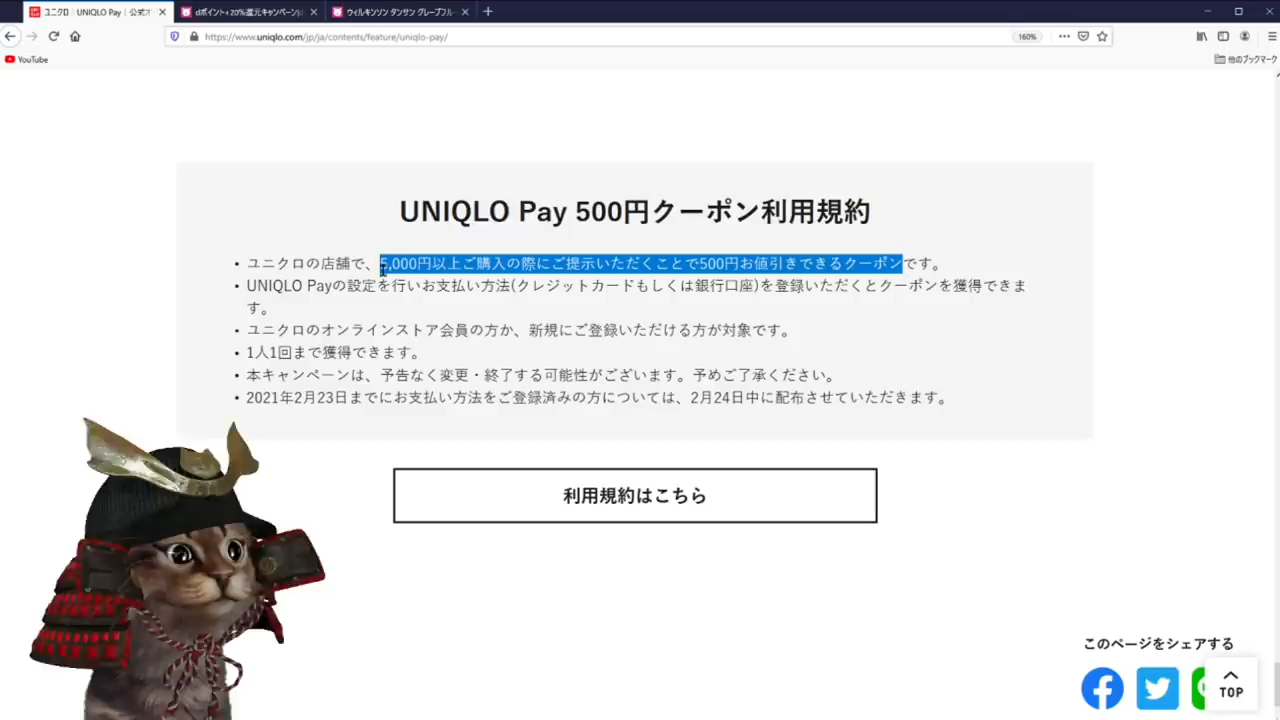 ユニクロ｜UNIQLO Pay｜公式オ
dポイント+20%還元キャンペーン(d
ウィルキンソン タンサン グレープフル
https://www.uniqlo.com/jp/ja/contents/feature/uniqlo-pay/
160%
YouTube
他のブックマーク
UNIQLO Pay 500円クーポン利用規約
• ユニクロの店舗で、5,000円以上ご購入の際にご提示いただくことで500円お値引きできるクーポンです。
• UNIQLO Payの設定を行いお支払い方法(クレジットカードもしくは銀行口座)を登録いただくとクーポンを獲得できま
す。
• ユニクロのオンラインストア会員の方か、新規にご登録いただける方が対象です。
• 1人1回まで獲得できます。
• 本キャンペーンは、予告なく変更・終了する可能性がございます。予めご了承ください。
• 2021年2月23日までにお支払い方法をご登録済みの方については、2月24日中に配布させていただきます。
利用規約はこちら
このページをシェアする
TOP